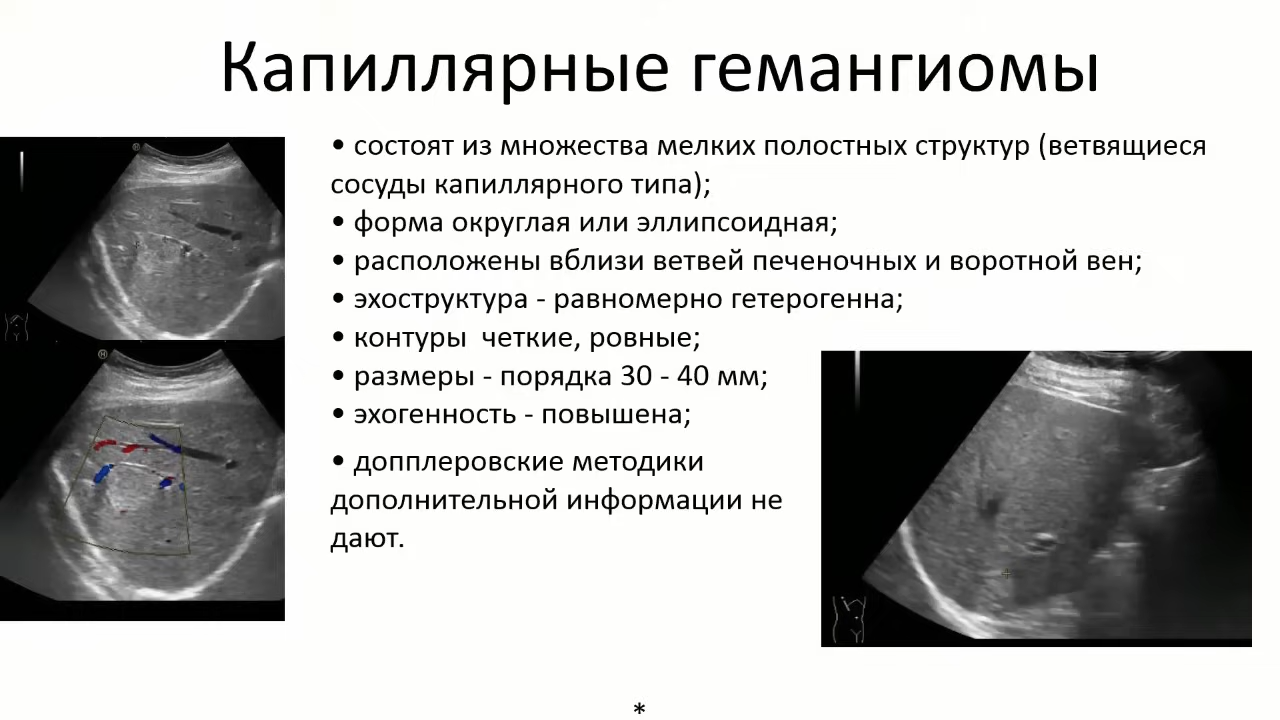 Капиллярные гемангиомы
• состоят из множества мелких полостных структур (ветвящиеся
сосуды капиллярного типа);
• форма округлая или эллипсоидная;
• расположены вблизи ветвей печеночных и воротной вен;
• эхоструктура - равномерно гетерогенна;
• контуры  четкие, ровные;
• размеры - порядка 30 - 40 мм;
• эхогенность - повышена;
• допплеровские методики
дополнительной информации не
дают.
*